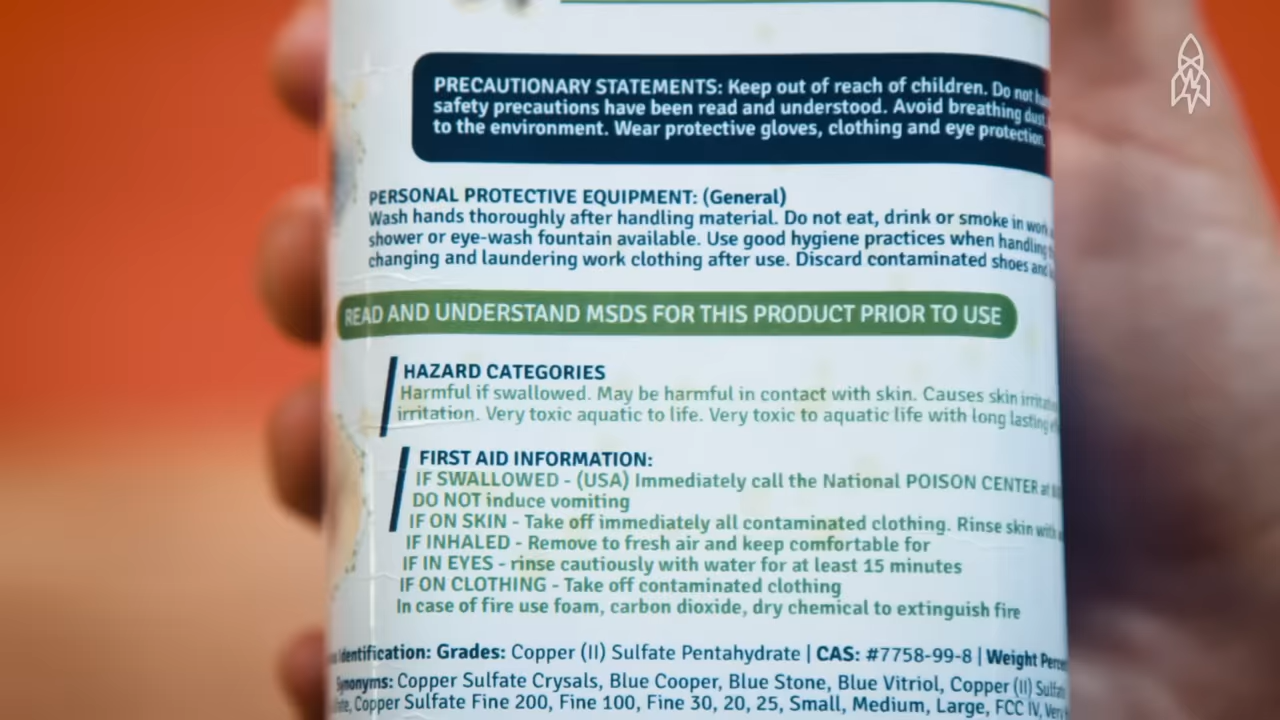 PRECAUTIONARY STATEMENTS: Keep out of reach of children. Do not
safety precautions have been read and understood. Avoid breathing dust.
to the environment. Wear protective gloves, clothing and eye protection.
PERSONAL PROTECTIVE EQUIPMENT: (General)
Wash hands thoroughly after handling material. Do not eat, drink or smoke in work
shower or eye-wash fountain available. Use good hygiene practices when handling
changing and laundering work clothing after use. Discard contaminated shoes and
READ AND UNDERSTAND MSDS FOR THIS PRODUCT PRIOR TO USE
HAZARD CATEGORIES
Harmful if swallowed. May be harmful in contact with skin. Causes skin
irritation. Very toxic aquatic to life. Very toxic to aquatic life with long lasting
FIRST AID INFORMATION:
IF SWALLOWED - (USA) Immediately call the National POISON CENTER at
DO NOT induce vomiting
IF ON SKIN - Take off immediately all contaminated clothing. Rinse skin with
IF INHALED - Remove to fresh air and keep comfortable for
IF IN EYES - rinse cautiously with water for at least 15 minutes
IF ON CLOTHING - Take off contaminated clothing
In case of fire use foam, carbon dioxide, dry chemical to extinguish fire
Identification: Grades: Copper (II) Sulfate Pentahydrate | CAS: #7758-99-8 | Weight
Synonyms: Copper Sulfate Crysals, Blue Cooper, Blue Stone, Blue Vitriol, Copper (II)
Copper Sulfate Fine 200, Fine 100, Fine 30, 20, 25, Small, Medium, Large, FCC IV,